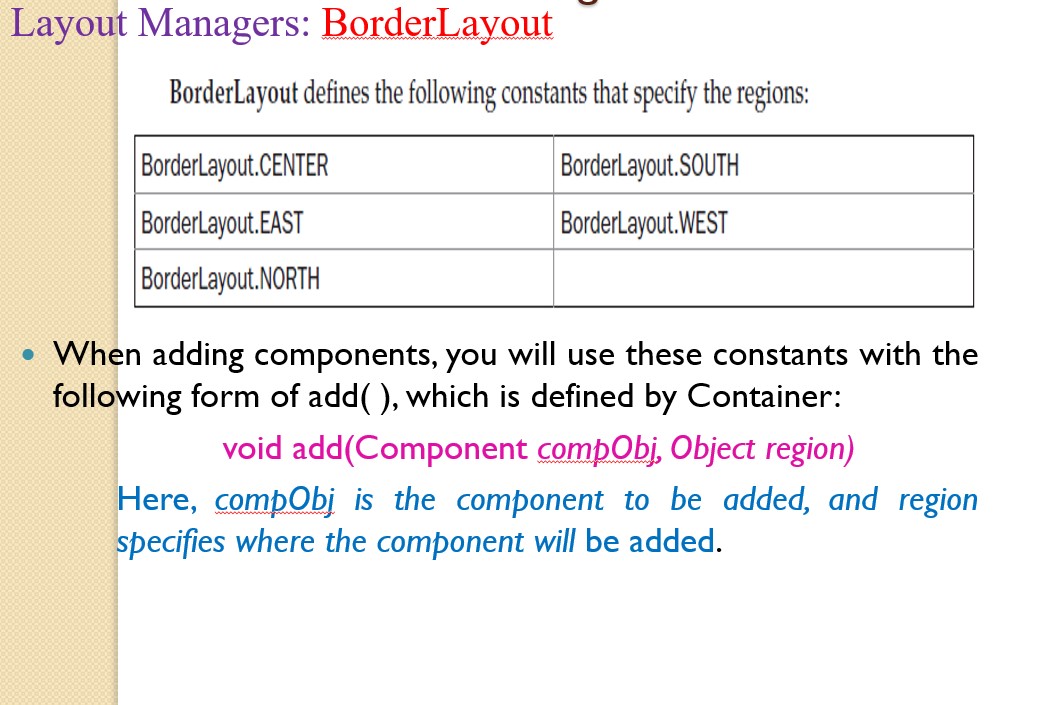 Layout Managers: BorderLayout
BorderLayout defines the following constants that specify the regions:
BorderLayout.CENTER BorderLayout.SOUTH
BorderLayout.EAST BorderLayout.WEST
BorderLayout.NORTH
• When adding components, you will use these constants with the
following form of add( ), which is defined by Container:
void add(Component compObj, Object region)
Here, compObj is the component to be added, and region
specifies where the component will be added.